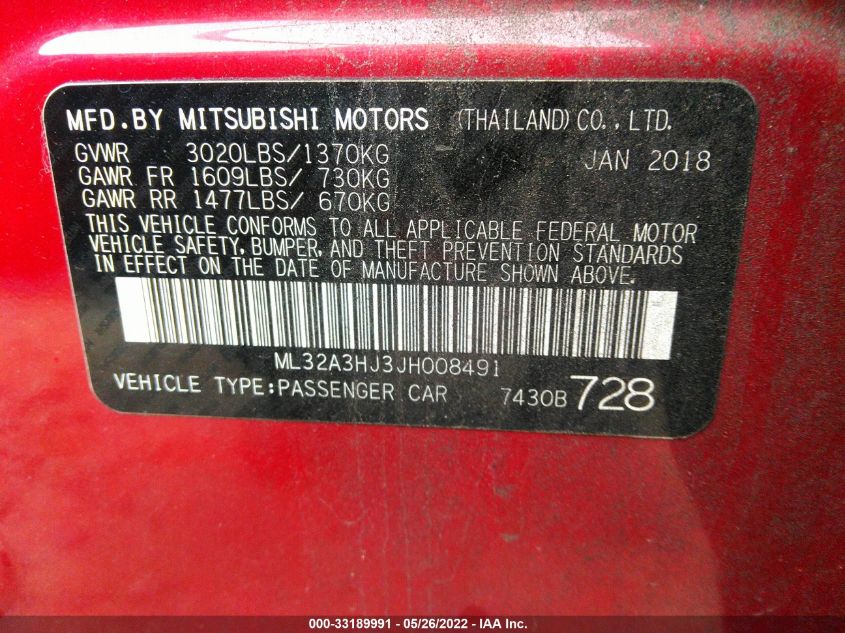 MFD.BY MITSUBISHI MOTORS (THAILAND) CO.,LTD.
GVWR 3020LBS/1370KG JAN 2018
GAWR FR 1609LBS/ 730KG
GAWR RR 1477LBS/ 670KG
THIS VEHICLE CONFORMS TO ALL APPLICABLE FEDERAL MOTOR
VEHICLE SAFETY, BUMPER, AND THEFT PREVENTION STANDARDS
IN EFFECT ON THE DATE OF MANUFACTURE SHOWN ABOVE.
ML32A3HJ3JH008491
VEHICLE TYPE:PASSENGER CAR 7430B 728
000-33189991 - 05/26/2022 - IAA Inc.